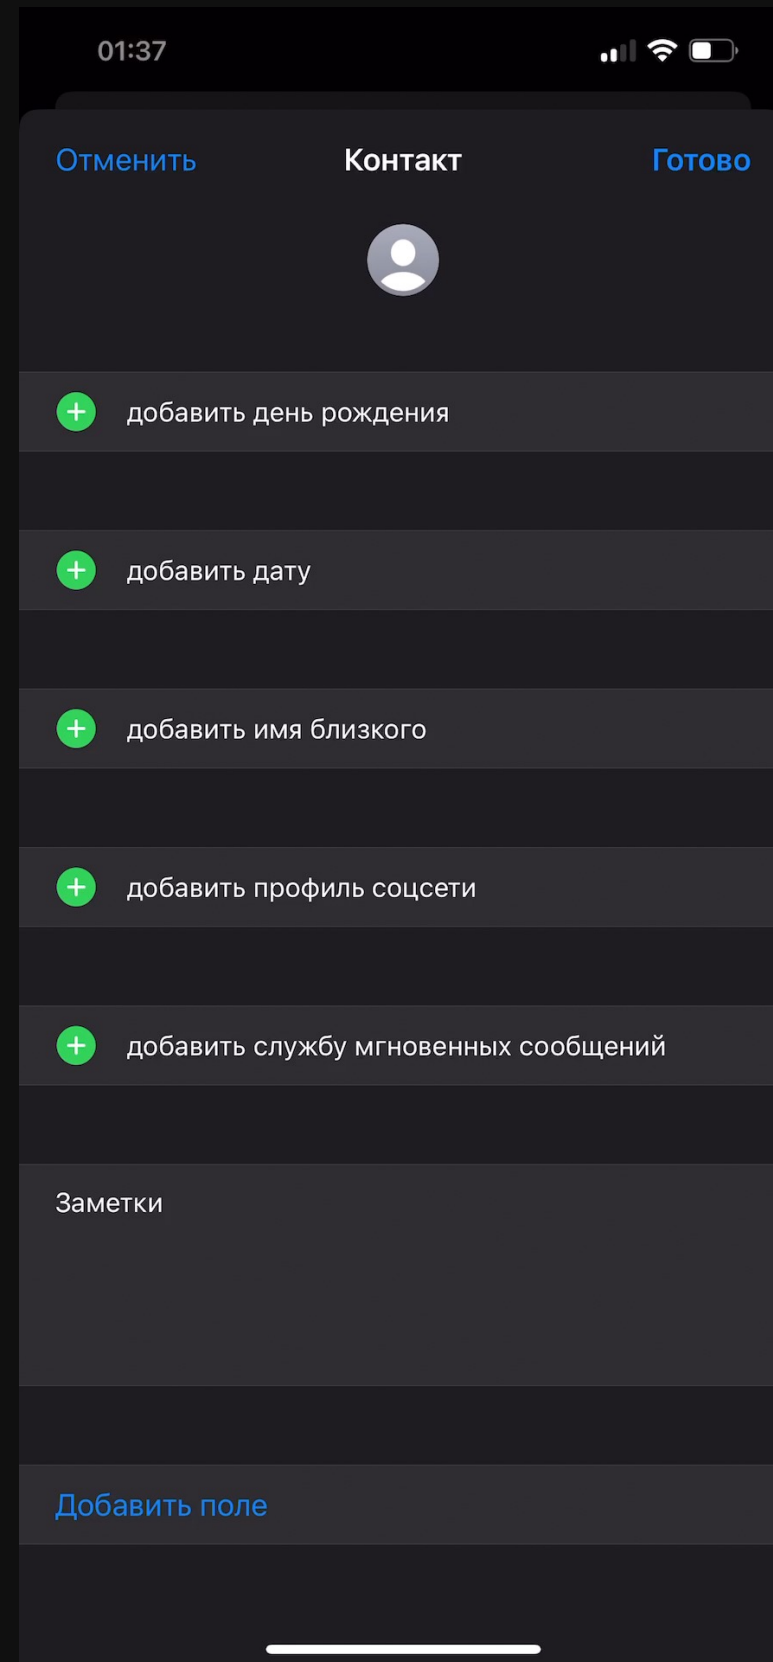 01:37
Отменить Контакт Готово
добавить день рождения
добавить дату
добавить имя близкого
добавить профиль соцсети
добавить службу мгновенных сообщений
Заметки
Добавить поле